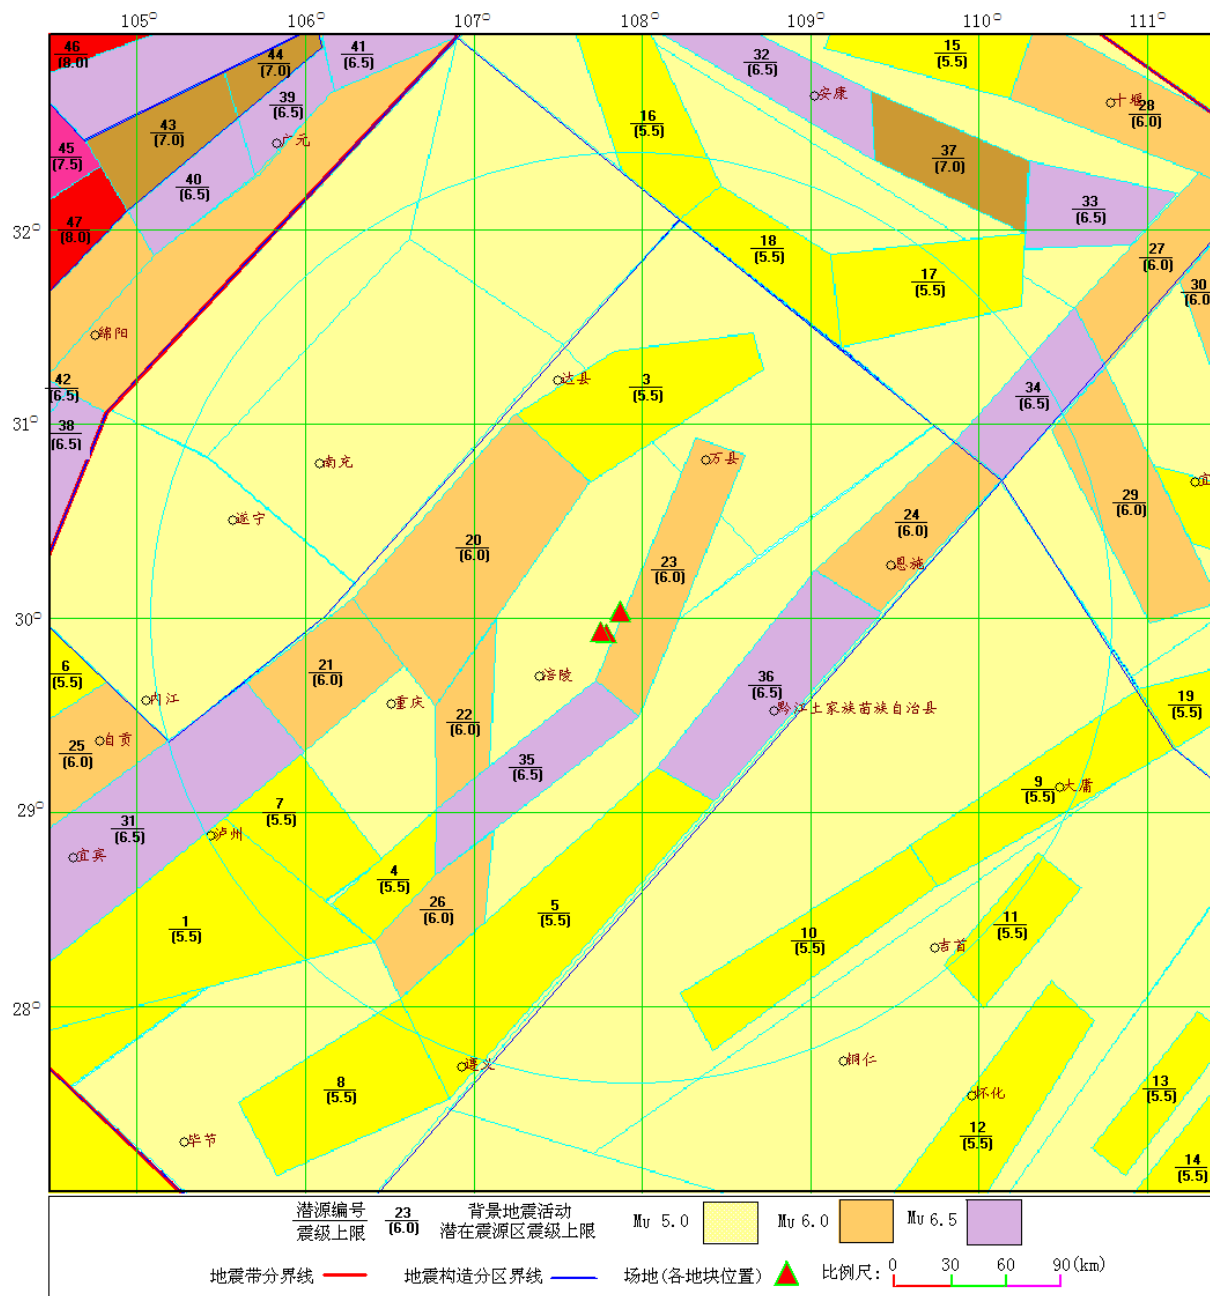 105° 106° 107° 108° 109° 110° 111°
46
(8.0)
44
(7.0)
41
(6.5)
32
(6.5)
15
(5.5)
39
(6.5)
安康
十堰
28
(6.0)
43
(7.0)
16
(5.5)
广元
45
(7.5)
37
(7.0)
40
(6.5)
33
(6.5)
47
(8.0)
32°
18
(5.5)
27
(6.0)
17
(5.5)
30
(6.0
绵阳
达县
3
(5.5)
42
(6.5)
34
(6.5)
31°
38
(6.5)
南充
万县
宜
29
(6.0)
遂宁
24
(6.0)
20
(6.0)
23
(6.0)
恩施
30°
6
(5.5)
21
(6.0)
涪陵
36
(6.5)
内江
重庆
黔江土家族苗族自治县
19
(5.5)
22
(6.0)
自贡
25
(6.0)
35
(6.5)
9
(5.5)
大庸
29°
7
(5.5)
31
(6.5)
泸州
宜宾
4
(5.5)
5
(5.5)
26
(6.0)
1
(5.5)
10
(5.5)
11
(5.5)
吉首
28°
遵义
铜仁
8
(5.5)
13
(5.5)
怀化
12
(5.5)
毕节
14
(5.5)
潜源编号
震级上限
23
(6.0)
背景地震活动
潜在震源区震级上限
Mu 5.0
Mu 6.0
Mu 6.5
地震带分界线
地震构造分区界线
场地(各地块位置)
比例尺:
0 30 60 90(km)